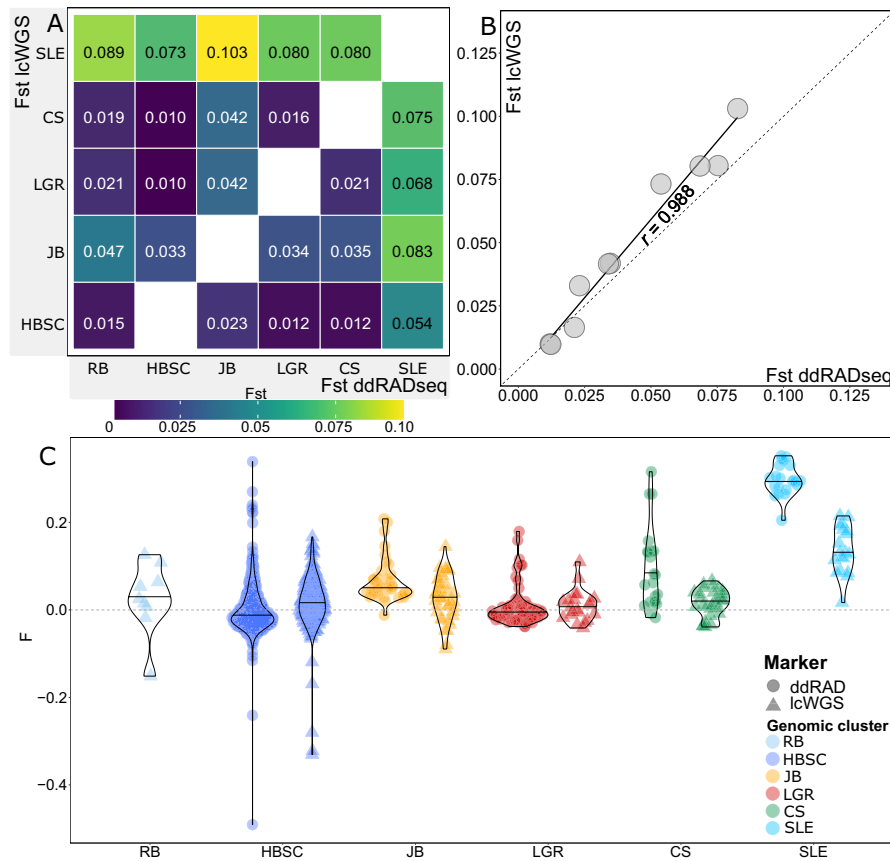 A
Fst lcWGS
SLE 0.089 0.073 0.103 0.080 0.080
CS 0.019 0.010 0.042 0.016 0.075
LGR 0.021 0.010 0.042 0.021 0.068
JB 0.047 0.033 0.034 0.035 0.083
HBSC 0.015 0.023 0.012 0.012 0.054
RB HBSC JB LGR CS SLE
Fst ddRADseq
Fst
0 0.025 0.05 0.075 0.10
B
Fst lcWGS
0.125
0.100
0.075
0.050
0.025
0.000
r = 0.988
Fst ddRADseq
0.000 0.025 0.050 0.075 0.100 0.125
C
F
0.2
0.0
−0.2
−0.4
Marker
ddRAD
lcWGS
Genomic cluster
RB
HBSC
JB
LGR
CS
SLE
RB HBSC JB LGR CS SLE